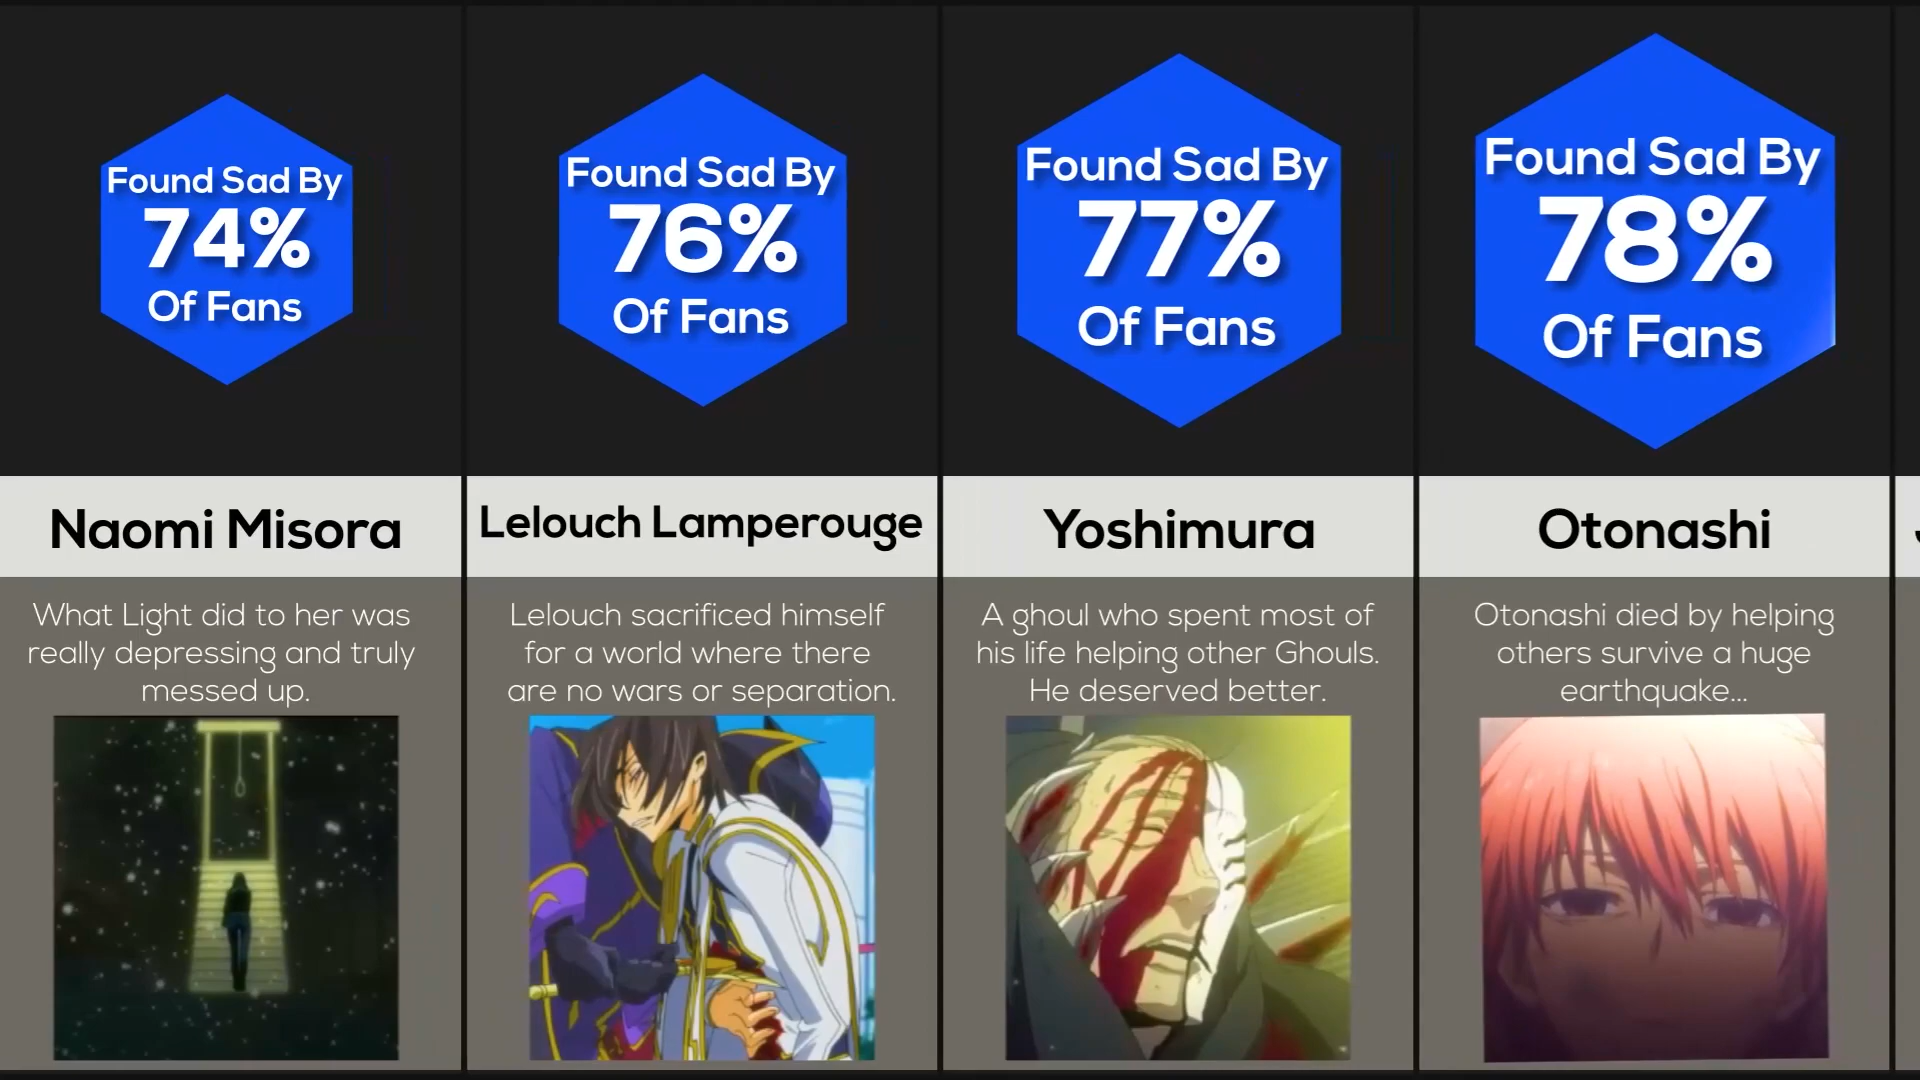 Found Sad By
74%
Of Fans
Naomi Misora
What Light did to her was
really depressing and truly
messed up.
Found Sad By
76%
Of Fans
Lelouch Lamperouge
Lelouch sacrificed himself
for a world where there
are no wars or separation.
Found Sad By
77%
Of Fans
Yoshimura
A ghoul who spent most of
his life helping other Ghouls.
He deserved better.
Found Sad By
78%
Of Fans
Otonashi
Otonashi died by helping
others survive a huge
earthquake...